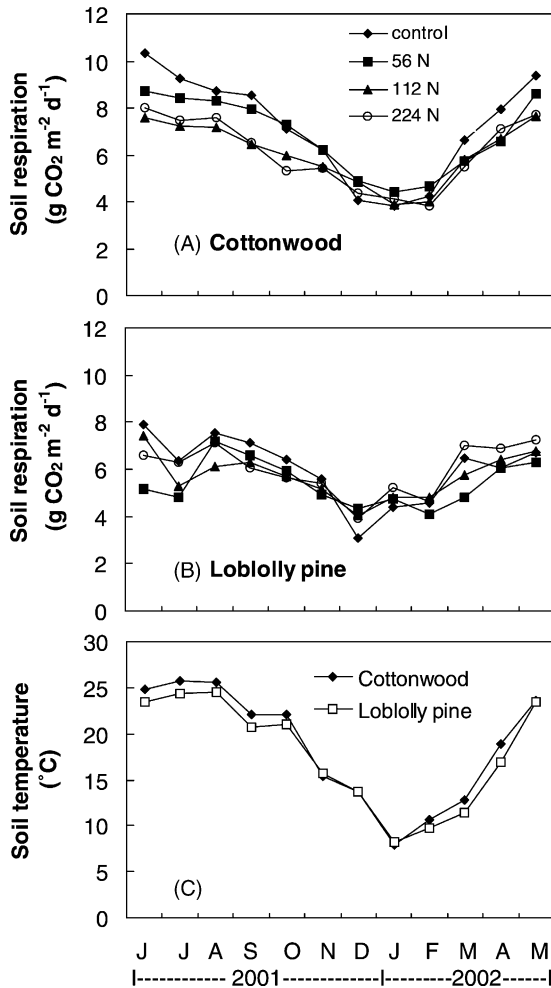 12
10
8
6
4
2
0
Soil respiration
(g CO₂ m⁻² d⁻¹)
control
56 N
112 N
224 N
(A) Cottonwood
12
10
8
6
4
2
0
Soil respiration
(g CO₂ m⁻² d⁻¹)
(B) Loblolly pine
30
25
20
15
10
5
0
Soil temperature
(˚C)
Cottonwood
Loblolly pine
(C)
J J A S O N D J F M A M
|--------- 2001 -----------|--------- 2002 -------|